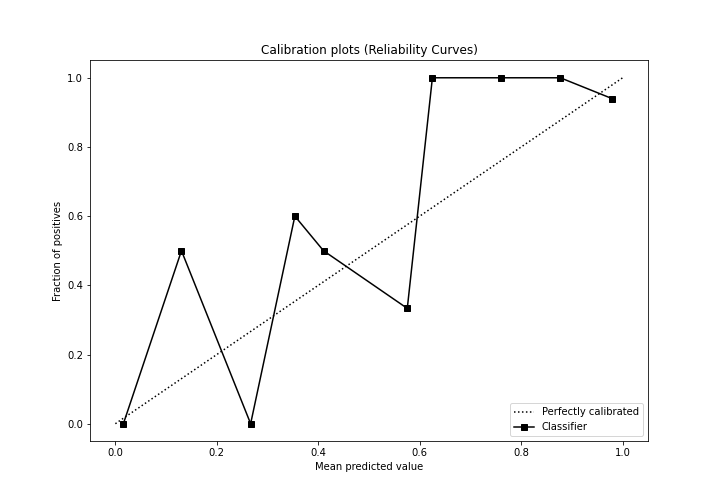 Calibration plots (Reliability Curves)
Fraction of positives
1.0
0.8
0.6
0.4
0.2
0.0
0.0 0.2 0.4 0.6 0.8 1.0
Mean predicted value
Perfectly calibrated
Classifier